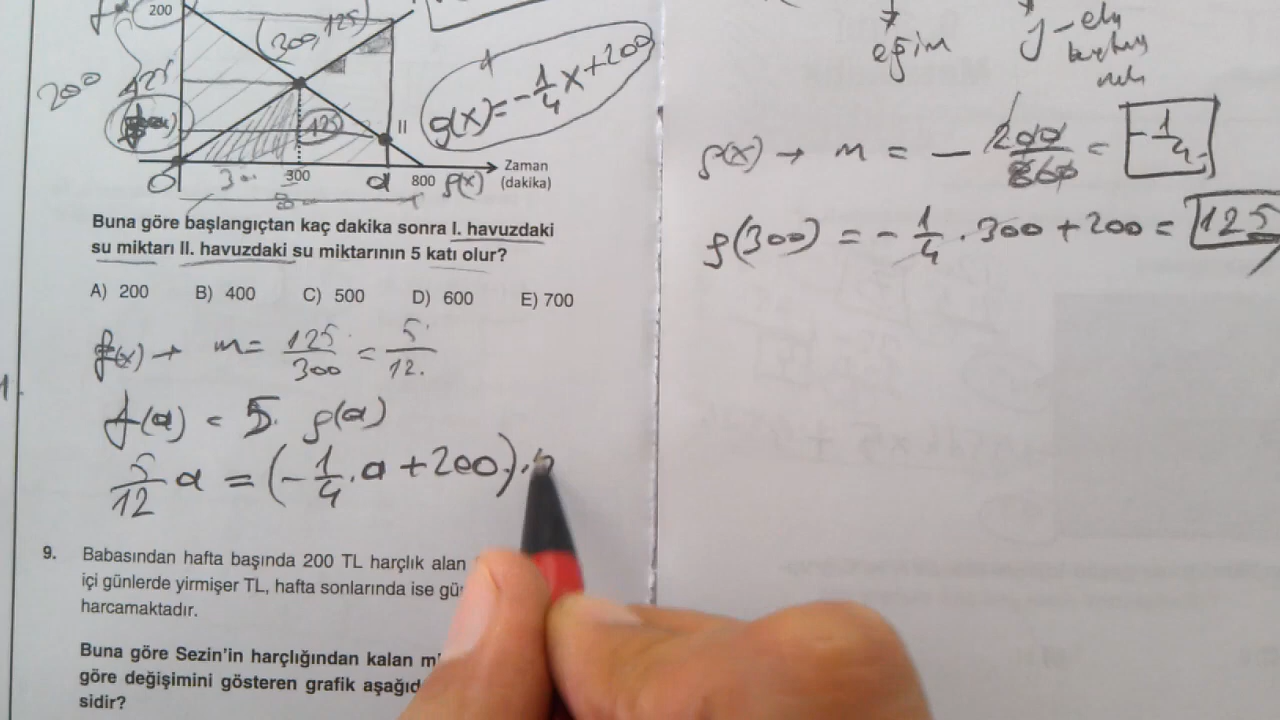 200
(300, 125)
200
125
125
II
g(x) = -1/4 x + 200
O
300
a
800
g(x)
Zaman
(dakika)
Buna göre başlangıçtan kaç dakika sonra I. havuzdaki
su miktarı II. havuzdaki su miktarının 5 katı olur?
A) 200 B) 400 C) 500 D) 600 E) 700
f(x) → m = 125/300 = 5/12.
f(a) = 5. g(a)
5/12 a = (-1/4 . a + 200) .
9. Babasından hafta başında 200 TL harçlık alan
içi günlerde yirmişer TL, hafta sonlarında ise
harcamaktadır.
Buna göre Sezin'in harçlığından kalan
göre değişimini gösteren grafik
sidir?
eğim
g(x) → m = - 200/800 = -1/4
g(300) = -1/4 . 300 + 200 = 125